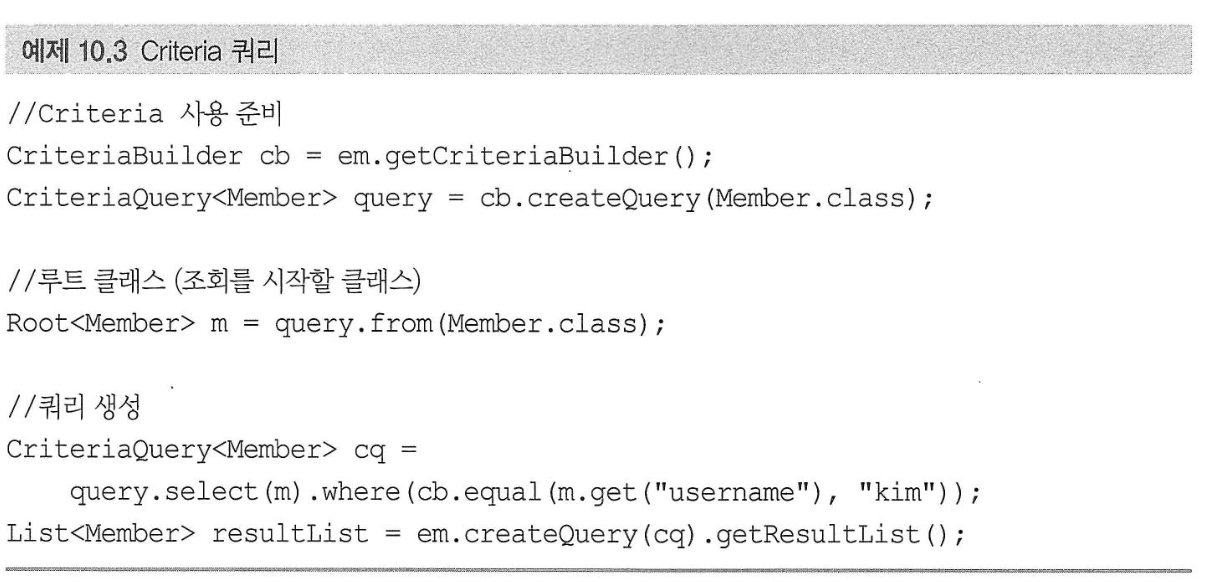 예제 10.3 Criteria 쿼리
//Criteria 사용 준비
CriteriaBuilder cb = em.getCriteriaBuilder();
CriteriaQuery<Member> query = cb.createQuery(Member.class);
//루트 클래스 (조회를 시작할 클래스)
Root<Member> m = query.from(Member.class);
//쿼리 생성
CriteriaQuery<Member> cq =
    query.select(m).where(cb.equal(m.get("username"), "kim"));
List<Member> resultList = em.createQuery(cq).getResultList();